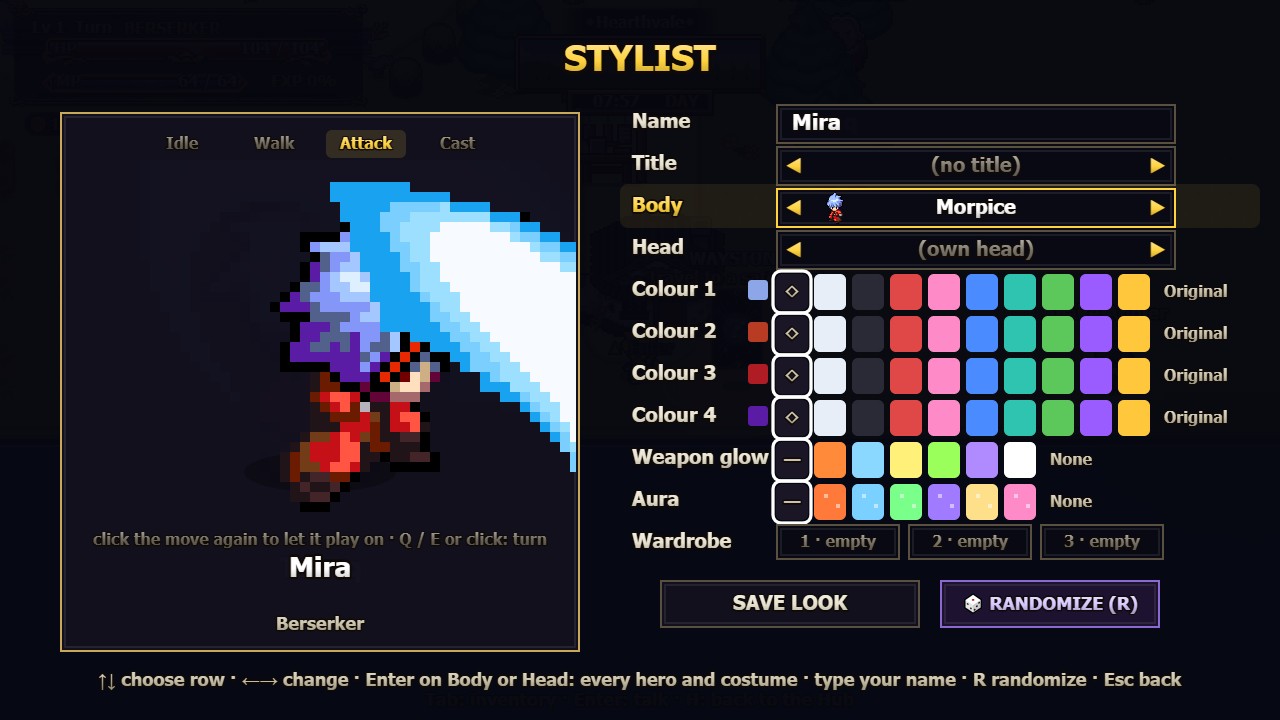 STYLIST
Idle Walk Attack Cast
click the move again to let it play on · Q / E or click: turn
Mira
Berserker
Name Mira
Title (no title)
Body Morpice
Head (own head)
Colour 1 Original
Colour 2 Original
Colour 3 Original
Colour 4 Original
Weapon glow None
Aura None
Wardrobe 1 · empty 2 · empty 3 · empty
SAVE LOOK RANDOMIZE (R)
↑↓ choose row · ←→ change · Enter on Body or Head: every hero and costume · type your name · R randomize · Esc back